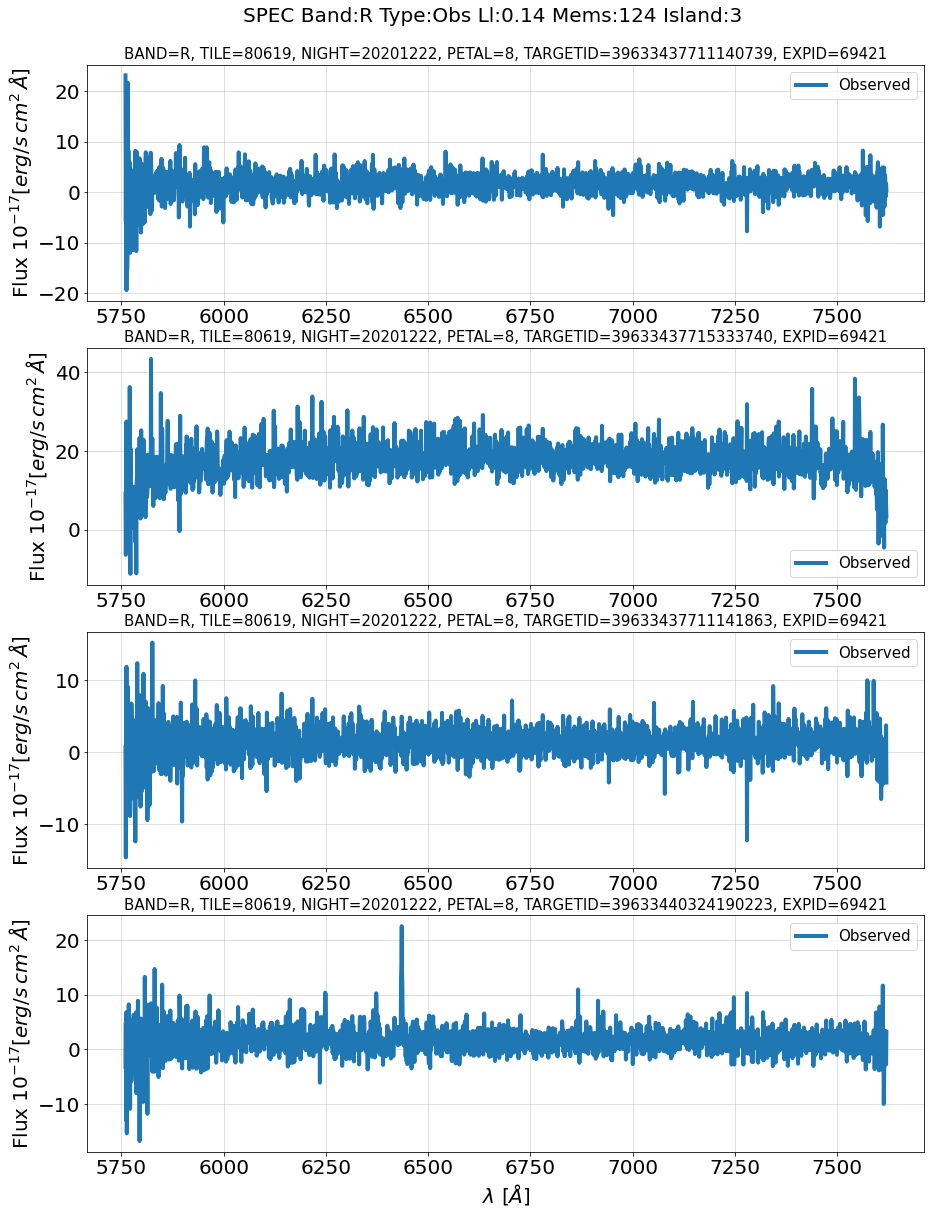 SPEC Band:R Type:Obs Ll:0.14 Mems:124 Island:3
BAND=R, TILE=80619, NIGHT=20201222, PETAL=8, TARGETID=39633437711140739, EXPID=69421
Flux 10^{-17}[erg/s cm^2 Å]
20
10
0
−10
−20
Observed
5750 6000 6250 6500 6750 7000 7250 7500
BAND=R, TILE=80619, NIGHT=20201222, PETAL=8, TARGETID=39633437715333740, EXPID=69421
Flux 10^{-17}[erg/s cm^2 Å]
40
20
0
Observed
5750 6000 6250 6500 6750 7000 7250 7500
BAND=R, TILE=80619, NIGHT=20201222, PETAL=8, TARGETID=39633437711141863, EXPID=69421
Flux 10^{-17}[erg/s cm^2 Å]
10
0
−10
Observed
5750 6000 6250 6500 6750 7000 7250 7500
BAND=R, TILE=80619, NIGHT=20201222, PETAL=8, TARGETID=39633440324190223, EXPID=69421
Flux 10^{-17}[erg/s cm^2 Å]
20
10
0
−10
Observed
5750 6000 6250 6500 6750 7000 7250 7500
λ [Å]